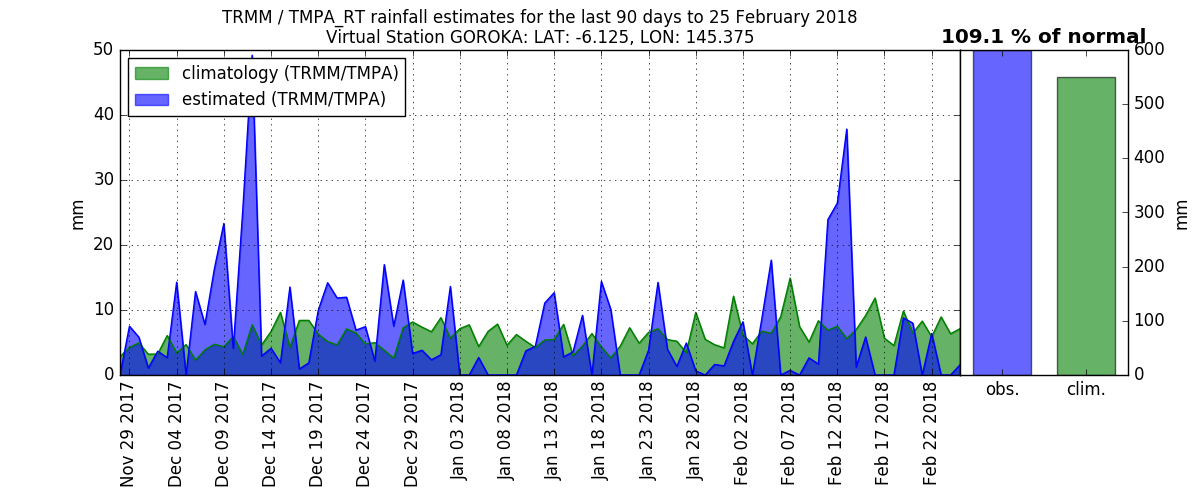 TRMM / TMPA_RT rainfall estimates for the last 90 days to 25 February 2018
Virtual Station GOROKA: LAT: -6.125, LON: 145.375
109.1 % of normal
climatology (TRMM/TMPA)
estimated (TRMM/TMPA)
50
40
30
20
10
0
mm
Nov 29 2017
Dec 04 2017
Dec 09 2017
Dec 14 2017
Dec 19 2017
Dec 24 2017
Dec 29 2017
Jan 03 2018
Jan 08 2018
Jan 13 2018
Jan 18 2018
Jan 23 2018
Jan 28 2018
Feb 02 2018
Feb 07 2018
Feb 12 2018
Feb 17 2018
Feb 22 2018
obs.
clim.
600
500
400
300
200
100
0
mm